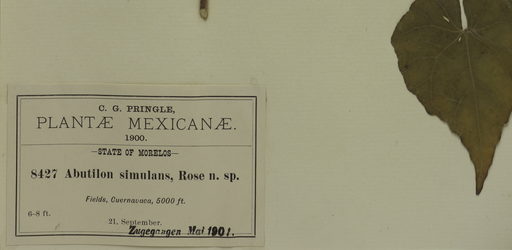 C. G. PRINGLE,
PLANTÆ MEXICANÆ.
1900.
—STATE OF MORELOS—
8427 Abutilon simulans, Rose n. sp.
Fields, Cuernavaca, 5000 ft.
6-8 ft.
21, September.
Zugegangen Mai 1901.